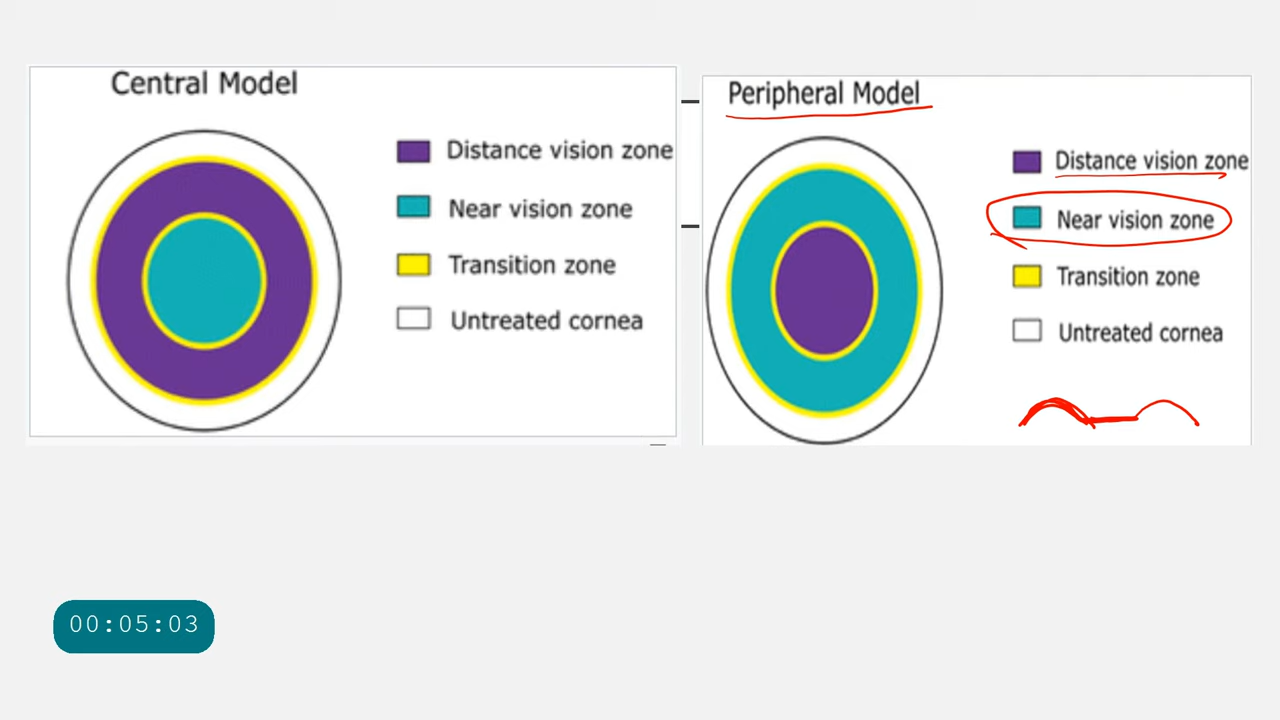 Central Model
Distance vision zone
Near vision zone
Transition zone
Untreated cornea
Peripheral Model
Distance vision zone
Near vision zone
Transition zone
Untreated cornea
00:05:03